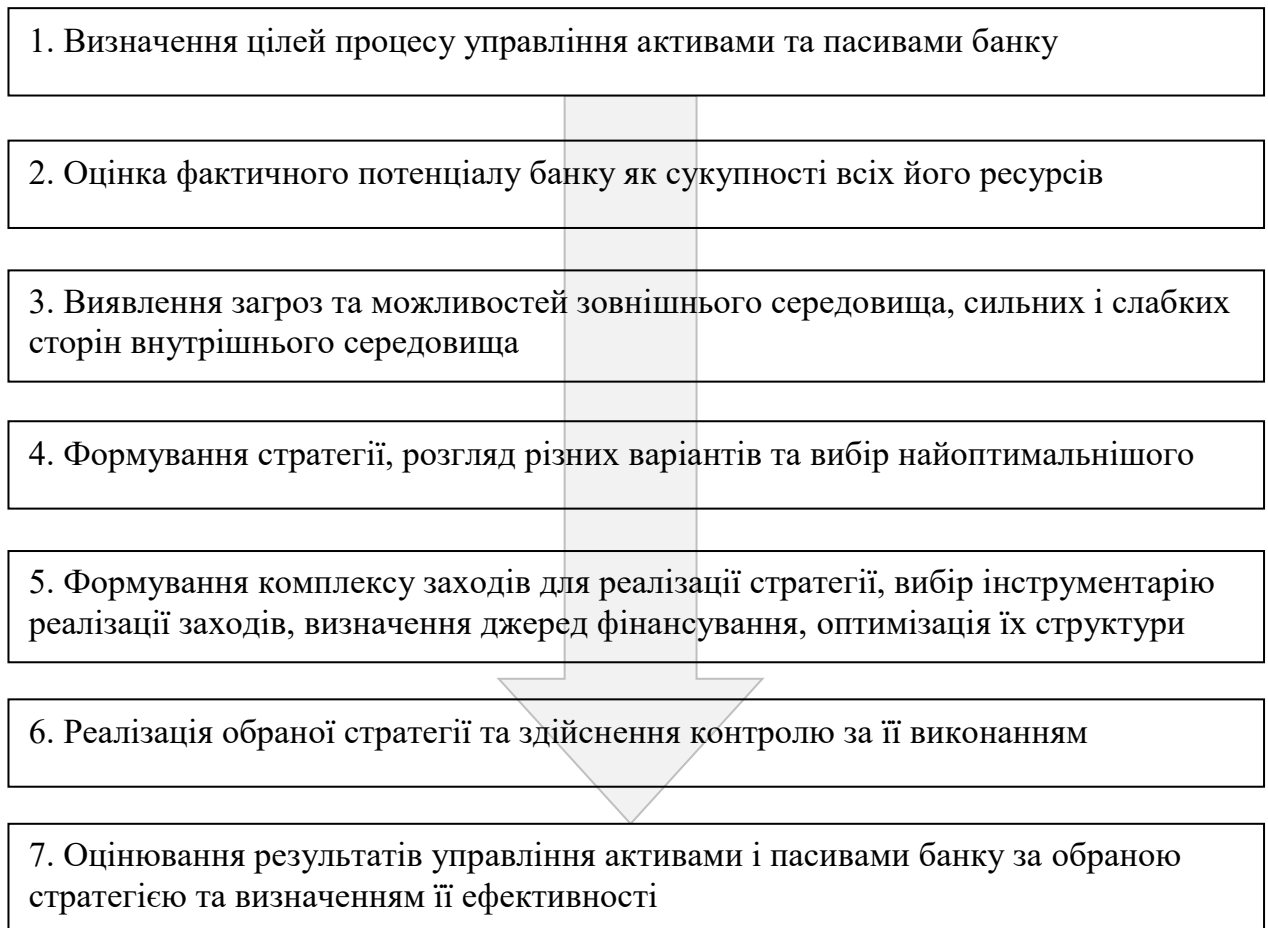 1. Визначення цілей процесу управління активами та пасивами банку
2. Оцінка фактичного потенціалу банку як сукупності всіх його ресурсів
3. Виявлення загроз та можливостей зовнішнього середовища, сильних і слабких
сторін внутрішнього середовища
4. Формування стратегії, розгляд різних варіантів та вибір найоптимальнішого
5. Формування комплексу заходів для реалізації стратегії, вибір інструментарію
реалізації заходів, визначення джеред фінансування, оптимізація їх структури
6. Реалізація обраної стратегії та здійснення контролю за її виконанням
7. Оцінювання результатів управління активами і пасивами банку за обраною
стратегією та визначенням її ефективності